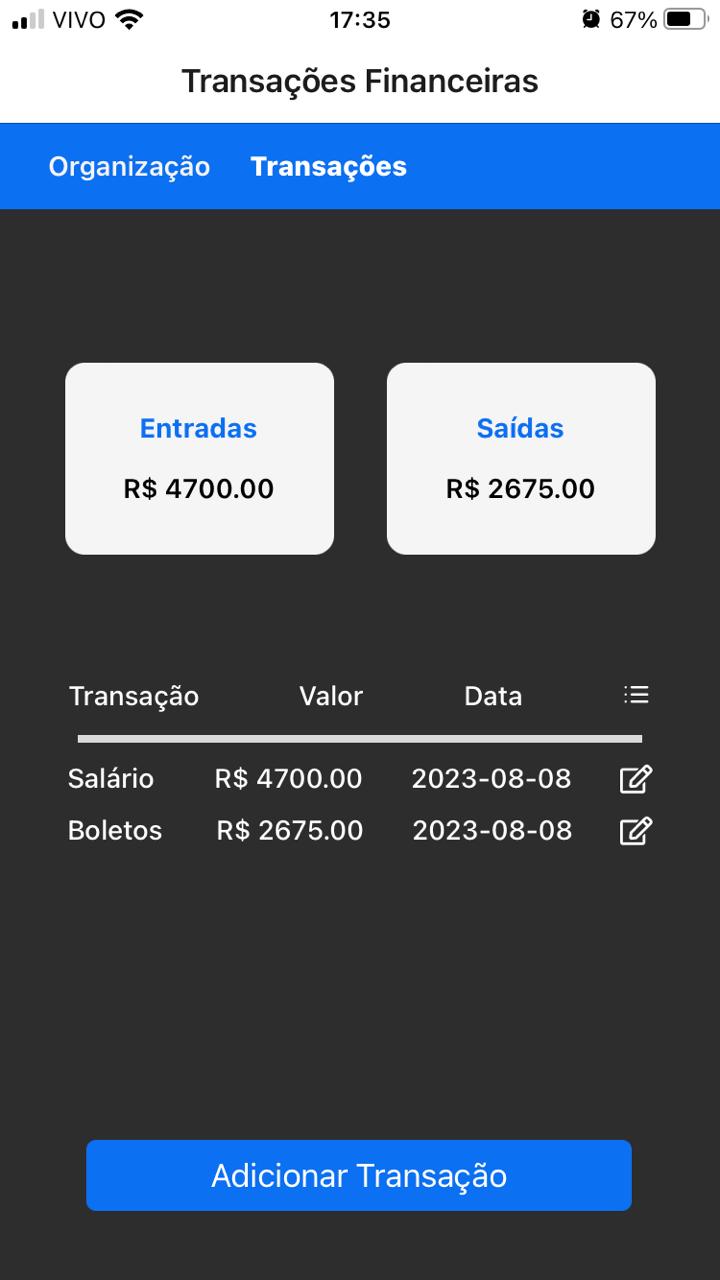 VIVO 17:35 67%
Transações Financeiras
Organização Transações
Entradas Saídas
R$ 4700.00 R$ 2675.00
Transação Valor Data
Salário R$ 4700.00 2023-08-08
Boletos R$ 2675.00 2023-08-08
Adicionar Transação